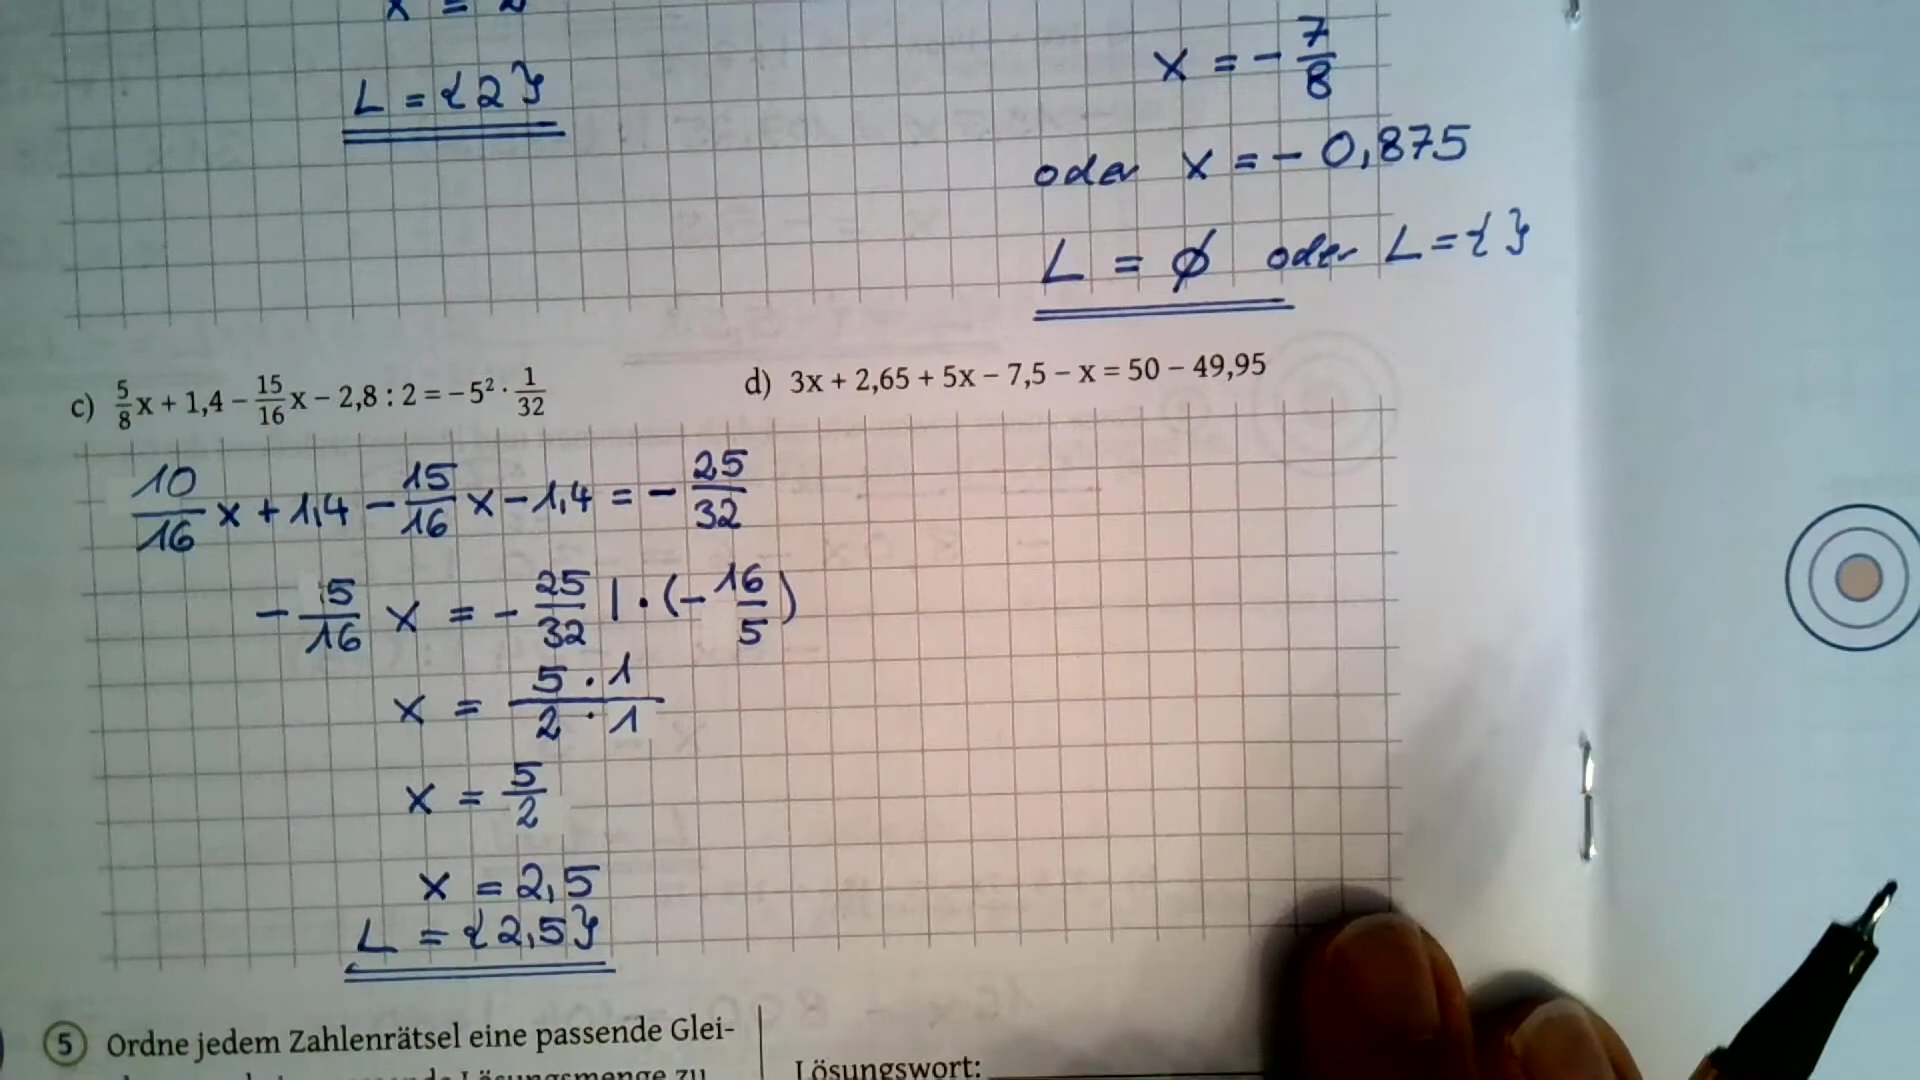 x = 2
L = {2}
x = - 7/8
oder x = - 0,875
L = ∅ oder L = { }
c) 5/8 x + 1,4 − 15/16 x − 2,8 : 2 = −5² · 1/32
10/16 x + 1,4 − 15/16 x − 1,4 = − 25/32
− 5/16 x = − 25/32 | · (− 16/5)
x = 5 · 1 / 2 · 1
x = 5/2
x = 2,5
L = {2,5}
d) 3x + 2,65 + 5x − 7,5 − x = 50 − 49,95
5 Ordne jedem Zahlenrätsel eine passende Glei-
Lösungsmenge zu
Lösungswort: